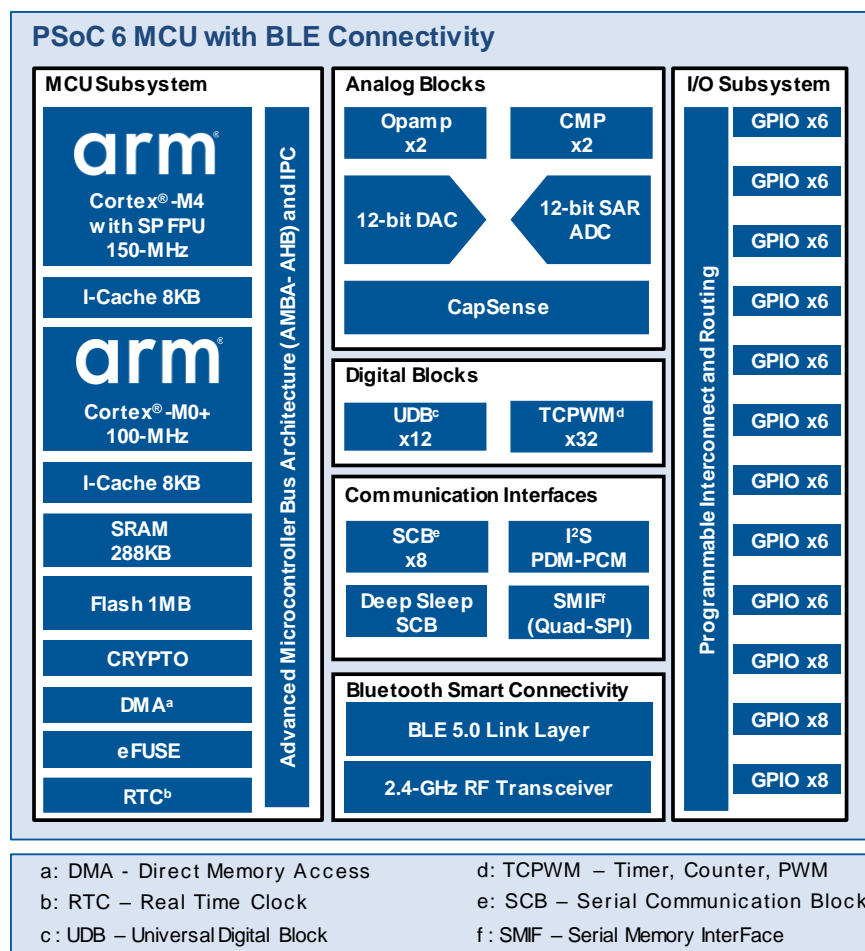 PSoC 6 MCU with BLE Connectivity
MCU Subsystem
arm®
Cortex®-M4
with SP FPU
150-MHz
I-Cache 8KB
arm®
Cortex®-M0+
100-MHz
I-Cache 8KB
SRAM
288KB
Flash 1MB
CRYPTO
DMAᵃ
eFUSE
RTCᵇ
Advanced Microcontroller Bus Architecture (AMBA- AHB) and IPC
Analog Blocks
Opamp
x2
CMP
x2
12-bit DAC
12-bit SAR
ADC
CapSense
Digital Blocks
UDBᶜ
x12
TCPWMᵈ
x32
Communication Interfaces
SCBᵉ
x8
I²S
PDM-PCM
Deep Sleep
SCB
SMIFᶠ
(Quad-SPI)
Bluetooth Smart Connectivity
BLE 5.0 Link Layer
2.4-GHz RF Transceiver
I/O Subsystem
Programmable Interconnect and Routing
GPIO x6
GPIO x6
GPIO x6
GPIO x6
GPIO x6
GPIO x6
GPIO x6
GPIO x6
GPIO x6
GPIO x8
GPIO x8
GPIO x8
a: DMA - Direct Memory Access
b: RTC – Real Time Clock
c: UDB – Universal Digital Block
d: TCPWM – Timer, Counter, PWM
e: SCB – Serial Communication Block
f: SMIF – Serial Memory InterFace